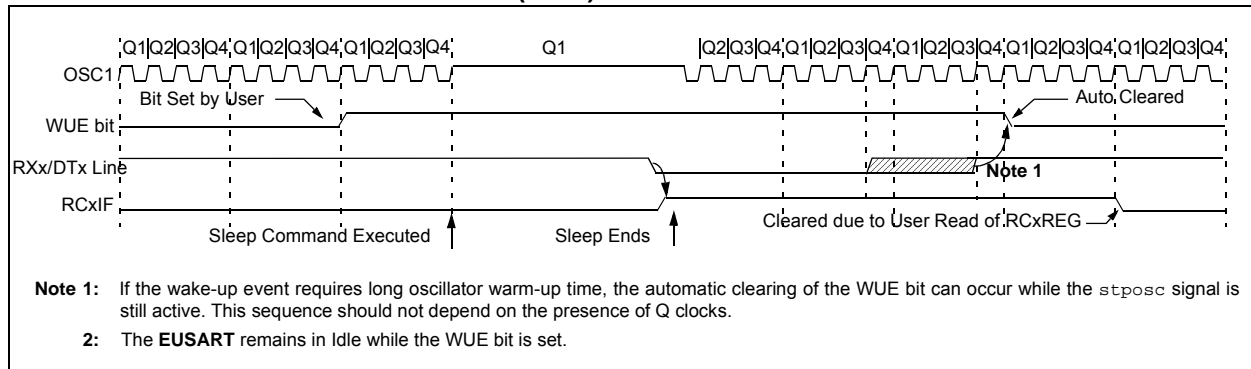 Q1 Q2 Q3 Q4 Q1 Q2 Q3 Q4 Q1 Q2 Q3 Q4 Q1 Q2 Q3 Q4 Q1 Q2 Q3 Q4 Q1 Q2 Q3 Q4 Q1 Q2 Q3 Q4 Q1 Q2 Q3 Q4
OSC1
Bit Set by User
Auto Cleared
WUE bit
RXx/DTx Line
Note 1
RCxIF
Cleared due to User Read of RCxREG
Sleep Command Executed
Sleep Ends
Note 1: If the wake-up event requires long oscillator warm-up time, the automatic clearing of the WUE bit can occur while the stposc signal is
still active. This sequence should not depend on the presence of Q clocks.
2: The EUSART remains in Idle while the WUE bit is set.